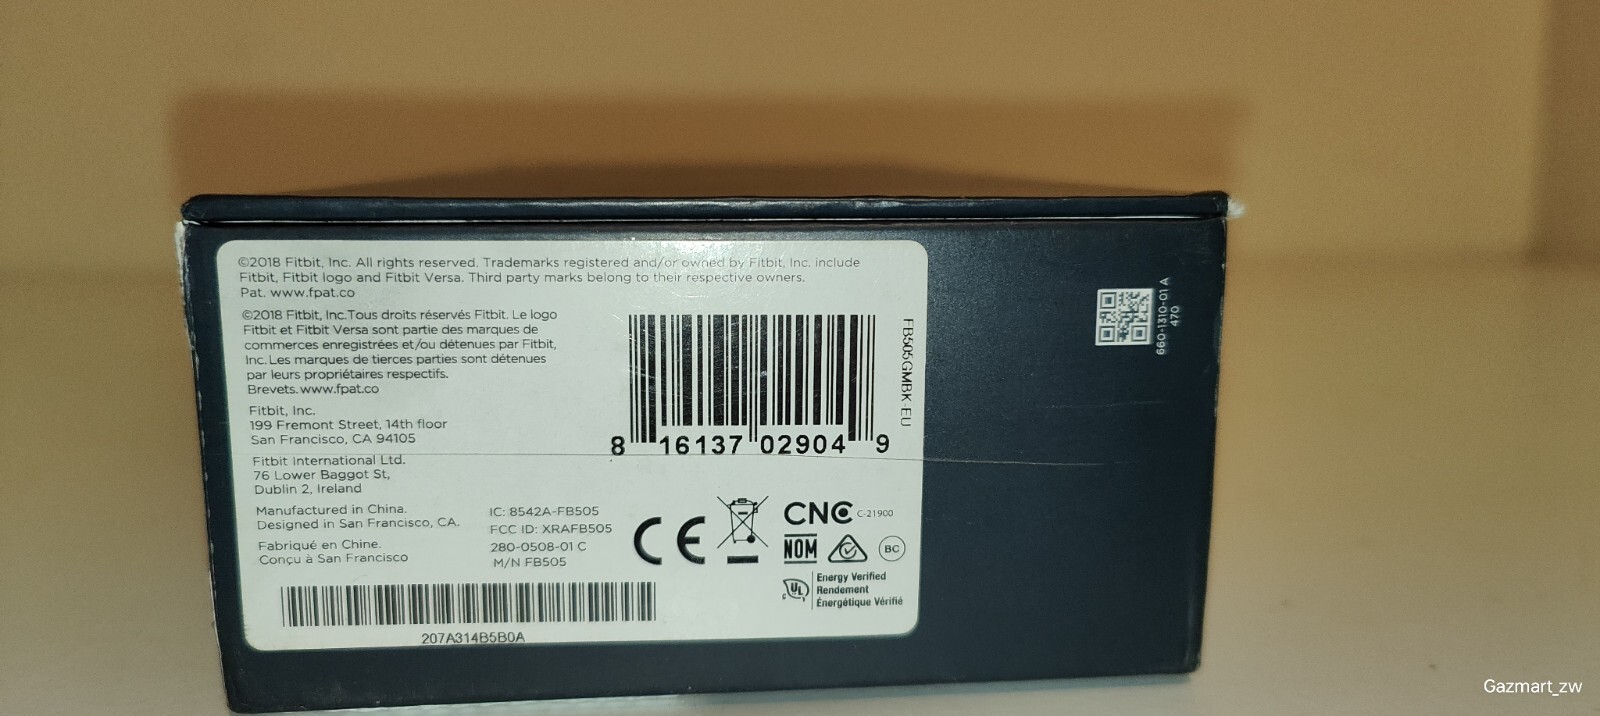 ©2018 Fitbit, Inc. All rights reserved. Trademarks registered and/or owned by Fitbit, Inc. include
Fitbit, Fitbit logo and Fitbit Versa. Third party marks belong to their respective owners.
Pat. www.fpat.co
©2018 Fitbit, Inc.Tous droits réservés Fitbit. Le logo
Fitbit et Fitbit Versa sont partie des marques de
commerces enregistrées et/ou détenues par Fitbit,
Inc. Les marques de tierces parties sont détenues
par leurs propriétaires respectifs.
Brevets. www.fpat.co
Fitbit, Inc.
199 Fremont Street, 14th floor
San Francisco, CA 94105
Fitbit International Ltd.
76 Lower Baggot St,
Dublin 2, Ireland
Manufactured in China.
Designed in San Francisco, CA.
Fabriqué en Chine.
Conçu à San Francisco
IC: 8542A-FB505
FCC ID: XRAFB505
280-0508-01 C
M/N FB505
207A314B5B0A
8 16137 02904 9
FB505GMBK-EU
CE
CNC C-21900
NOM
BC
C UL US
Energy Verified
Rendement
Énergétique Vérifié
660-1310-01 A
470
Gazmart_zw